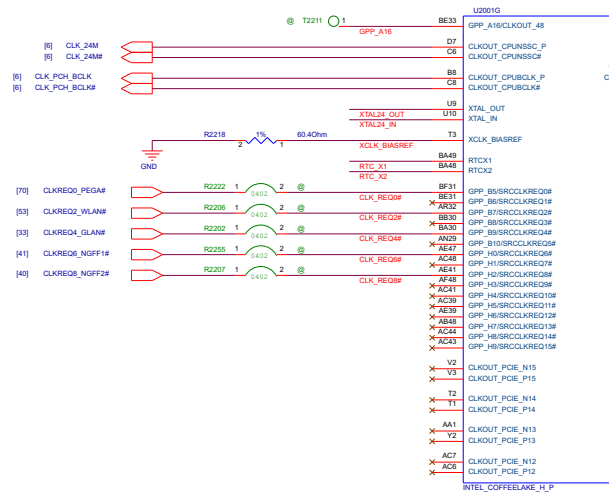 U2001G
@ T2211 1 BE33 GPP_A16/CLKOUT_48
GPP_A16
[6] CLK_24M D7 CLKOUT_CPUNSSC_P
[6] CLK_24M# C6 CLKOUT_CPUNSSC#
[6] CLK_PCH_BCLK B8 CLKOUT_CPUBCLK_P C
[6] CLK_PCH_BCLK# C8 CLKOUT_CPUBCLK#
U9 XTAL_OUT
XTAL24_OUT U10 XTAL_IN
XTAL24_IN
R2218 1% 60.4Ohm T3 XCLK_BIASREF
2 1 XCLK_BIASREF
GND
BA49 RTCX1
RTC_X1 BA48 RTCX2
RTC_X2
[70] CLKREQ0_PEGA# R2222 1 2 @ BF31 GPP_B5/SRCCLKREQ0#
0402 CLK_REQ0# BE31 GPP_B6/SRCCLKREQ1#
[53] CLKREQ2_WLAN# R2206 1 2 @ AR32 GPP_B7/SRCCLKREQ2#
0402 CLK_REQ2# BB30 GPP_B8/SRCCLKREQ3#
[33] CLKREQ4_GLAN# R2202 1 2 @ BA30 GPP_B9/SRCCLKREQ4#
0402 CLK_REQ4# AN29 GPP_B10/SRCCLKREQ5#
[41] CLKREQ6_NGFF1# R2255 1 2 @ AE47 GPP_H0/SRCCLKREQ6#
0402 CLK_REQ6# AC48 GPP_H1/SRCCLKREQ7#
[40] CLKREQ8_NGFF2# R2207 1 2 @ AE41 GPP_H2/SRCCLKREQ8#
0402 CLK_REQ8# AF48 GPP_H3/SRCCLKREQ9#
AC41 GPP_H4/SRCCLKREQ10#
AC39 GPP_H5/SRCCLKREQ11#
AE39 GPP_H6/SRCCLKREQ12#
AB48 GPP_H7/SRCCLKREQ13#
AC44 GPP_H8/SRCCLKREQ14#
AC43 GPP_H9/SRCCLKREQ15#
V2 CLKOUT_PCIE_N15
V3 CLKOUT_PCIE_P15
T2 CLKOUT_PCIE_N14
T1 CLKOUT_PCIE_P14
AA1 CLKOUT_PCIE_N13
Y2 CLKOUT_PCIE_P13
AC7 CLKOUT_PCIE_N12
AC6 CLKOUT_PCIE_P12
INTEL_COFFEELAKE_H_P